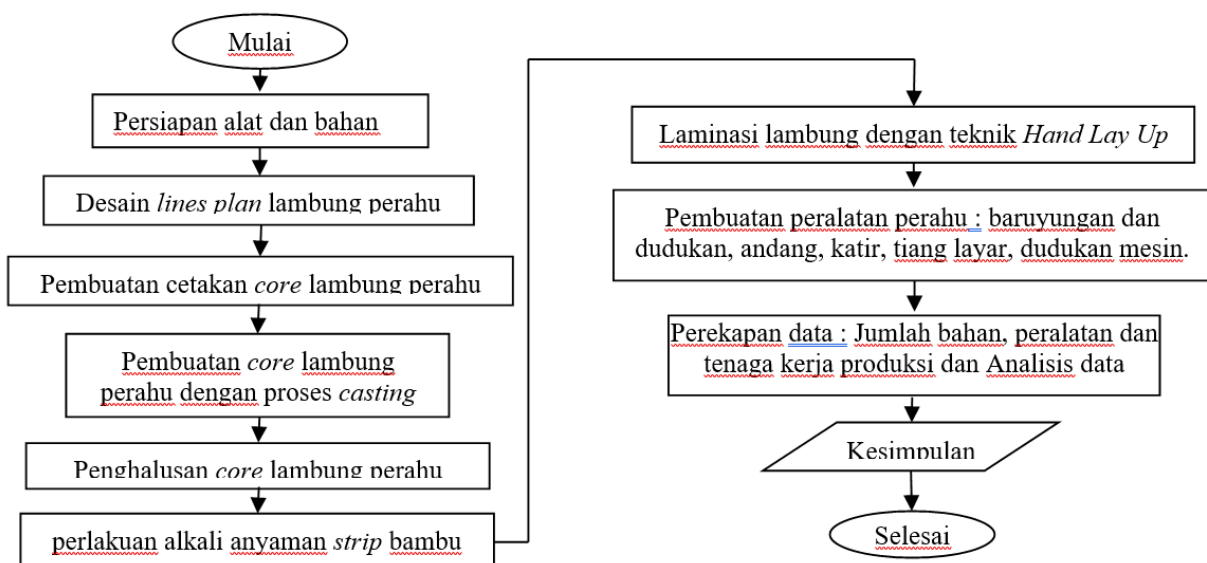 Mulai
Persiapan alat dan bahan
Desain lines plan lambung perahu
Pembuatan cetakan core lambung perahu
Pembuatan core lambung
perahu dengan proses casting
Penghalusan core lambung perahu
perlakuan alkali anyaman strip bambu
Laminasi lambung dengan teknik Hand Lay Up
Pembuatan peralatan perahu : baruyungan dan
dudukan, andang, katir, tiang layar, dudukan mesin.
Perekapan data : Jumlah bahan, peralatan dan
tenaga kerja produksi dan Analisis data
Kesimpulan
Selesai